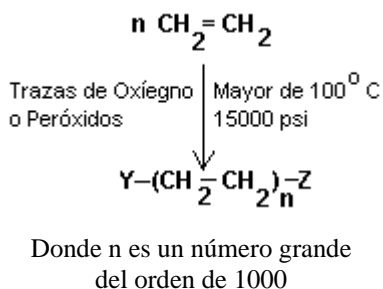 n CH2=CH2
Trazas de Oxíegno Mayor de 100° C
o Peróxidos 15000 psi
Y–(CH2–CH2)n–Z
Donde n es un número grande
del orden de 1000